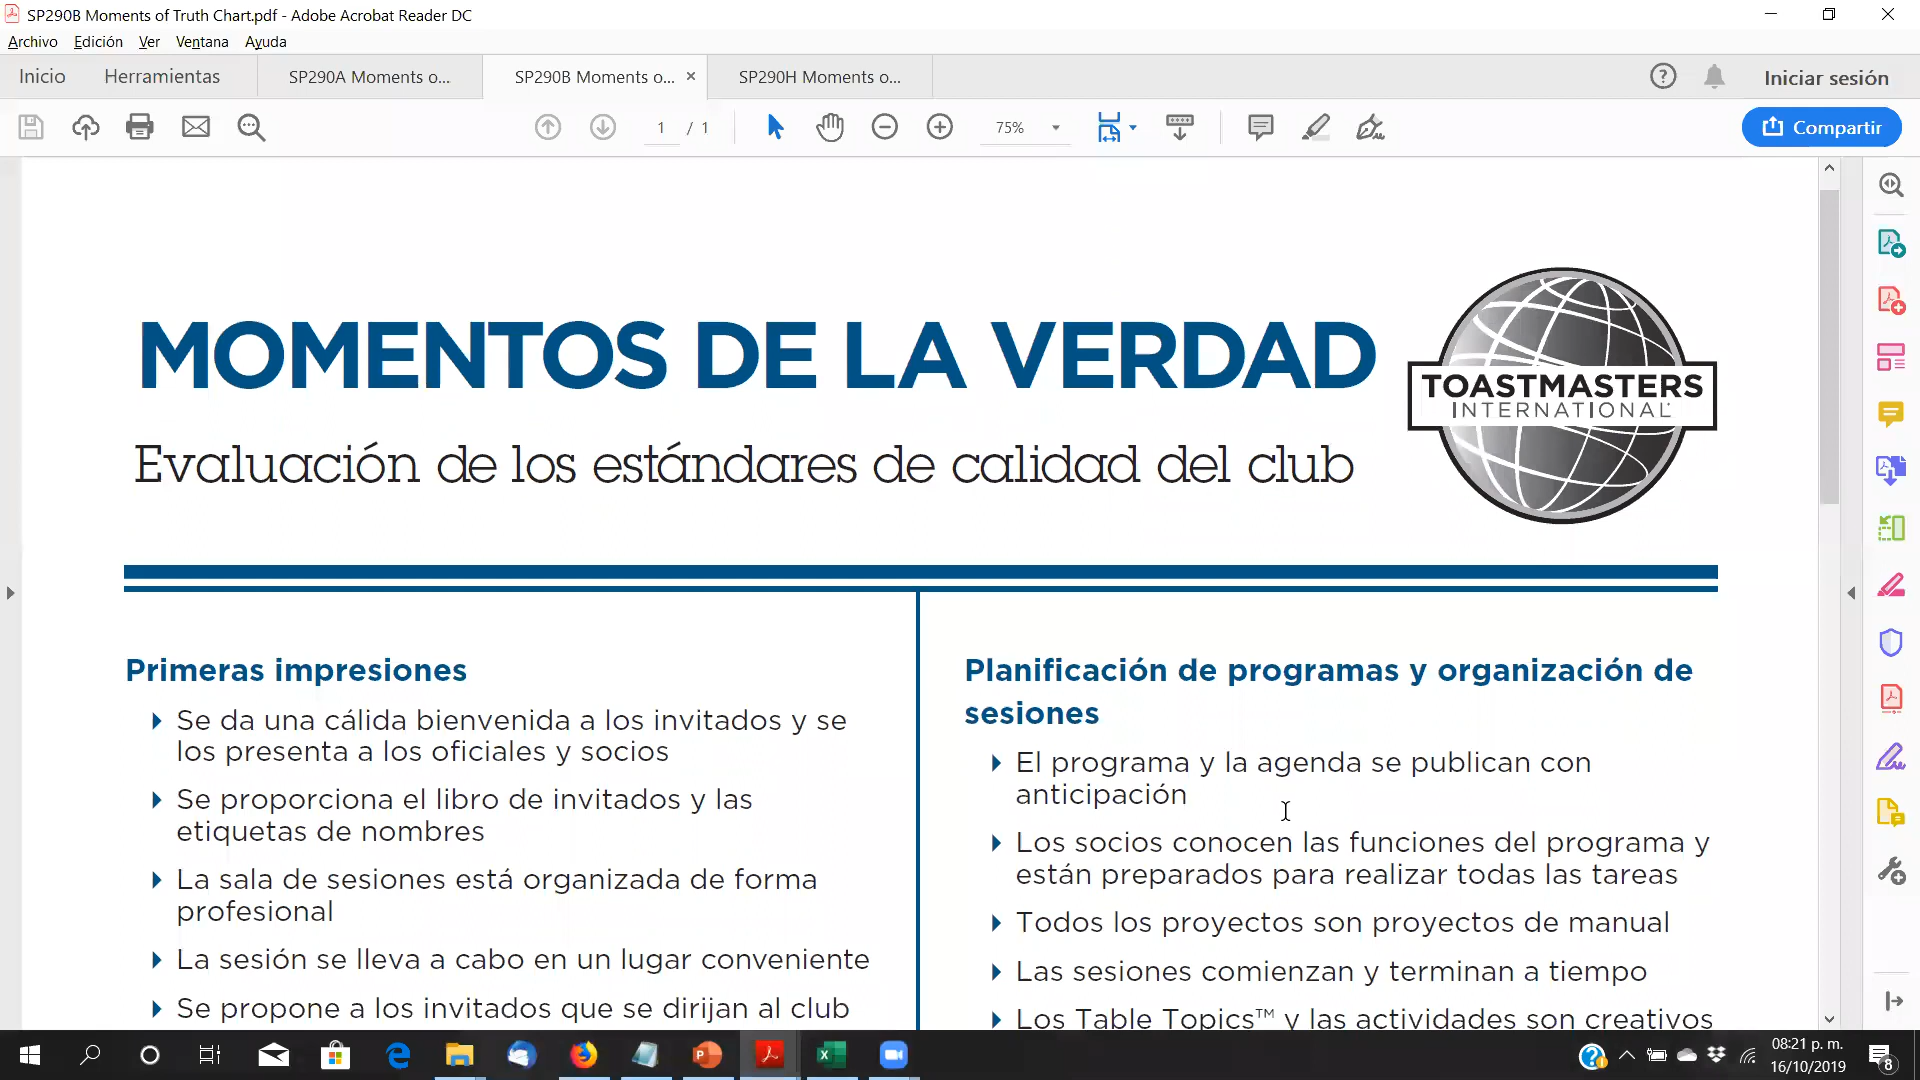 SP290B Moments of Truth Chart.pdf - Adobe Acrobat Reader DC
Archivo Edición Ver Ventana Ayuda
Inicio Herramientas SP290A Moments o... SP290B Moments o... × SP290H Moments o... Iniciar sesión
1 / 1 75% Compartir
MOMENTOS DE LA VERDAD
TOASTMASTERS
INTERNATIONAL
Evaluación de los estándares de calidad del club
Primeras impresiones
Se da una cálida bienvenida a los invitados y se
los presenta a los oficiales y socios
Se proporciona el libro de invitados y las
etiquetas de nombres
La sala de sesiones está organizada de forma
profesional
La sesión se lleva a cabo en un lugar conveniente
Se propone a los invitados que se dirijan al club
Planificación de programas y organización de
sesiones
El programa y la agenda se publican con
anticipación
Los socios conocen las funciones del programa y
están preparados para realizar todas las tareas
Todos los proyectos son proyectos de manual
Las sesiones comienzan y terminan a tiempo
Los Table Topics™ y las actividades son creativos
08:21 p. m.
16/10/2019
8